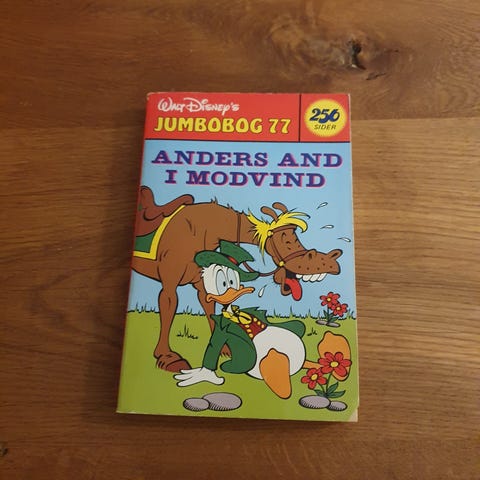 Walt Disney's
JUMBOBOG 77
256
SIDER
ANDERS AND
I MODVIND